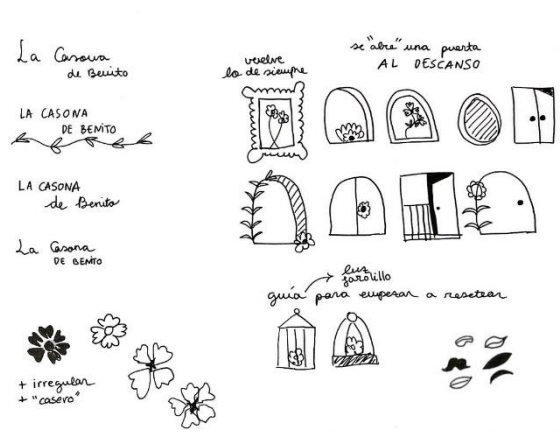 La Casona
de Benito
LA CASONA
DE BENITO
LA CASONA
de Benito
La Casona
DE BENITO
+ irregular
+ "casero"
vuelve
lo de siempre
se "abre" una puerta
AL DESCANSO
luz
farolillo
guía para empezar a resetear